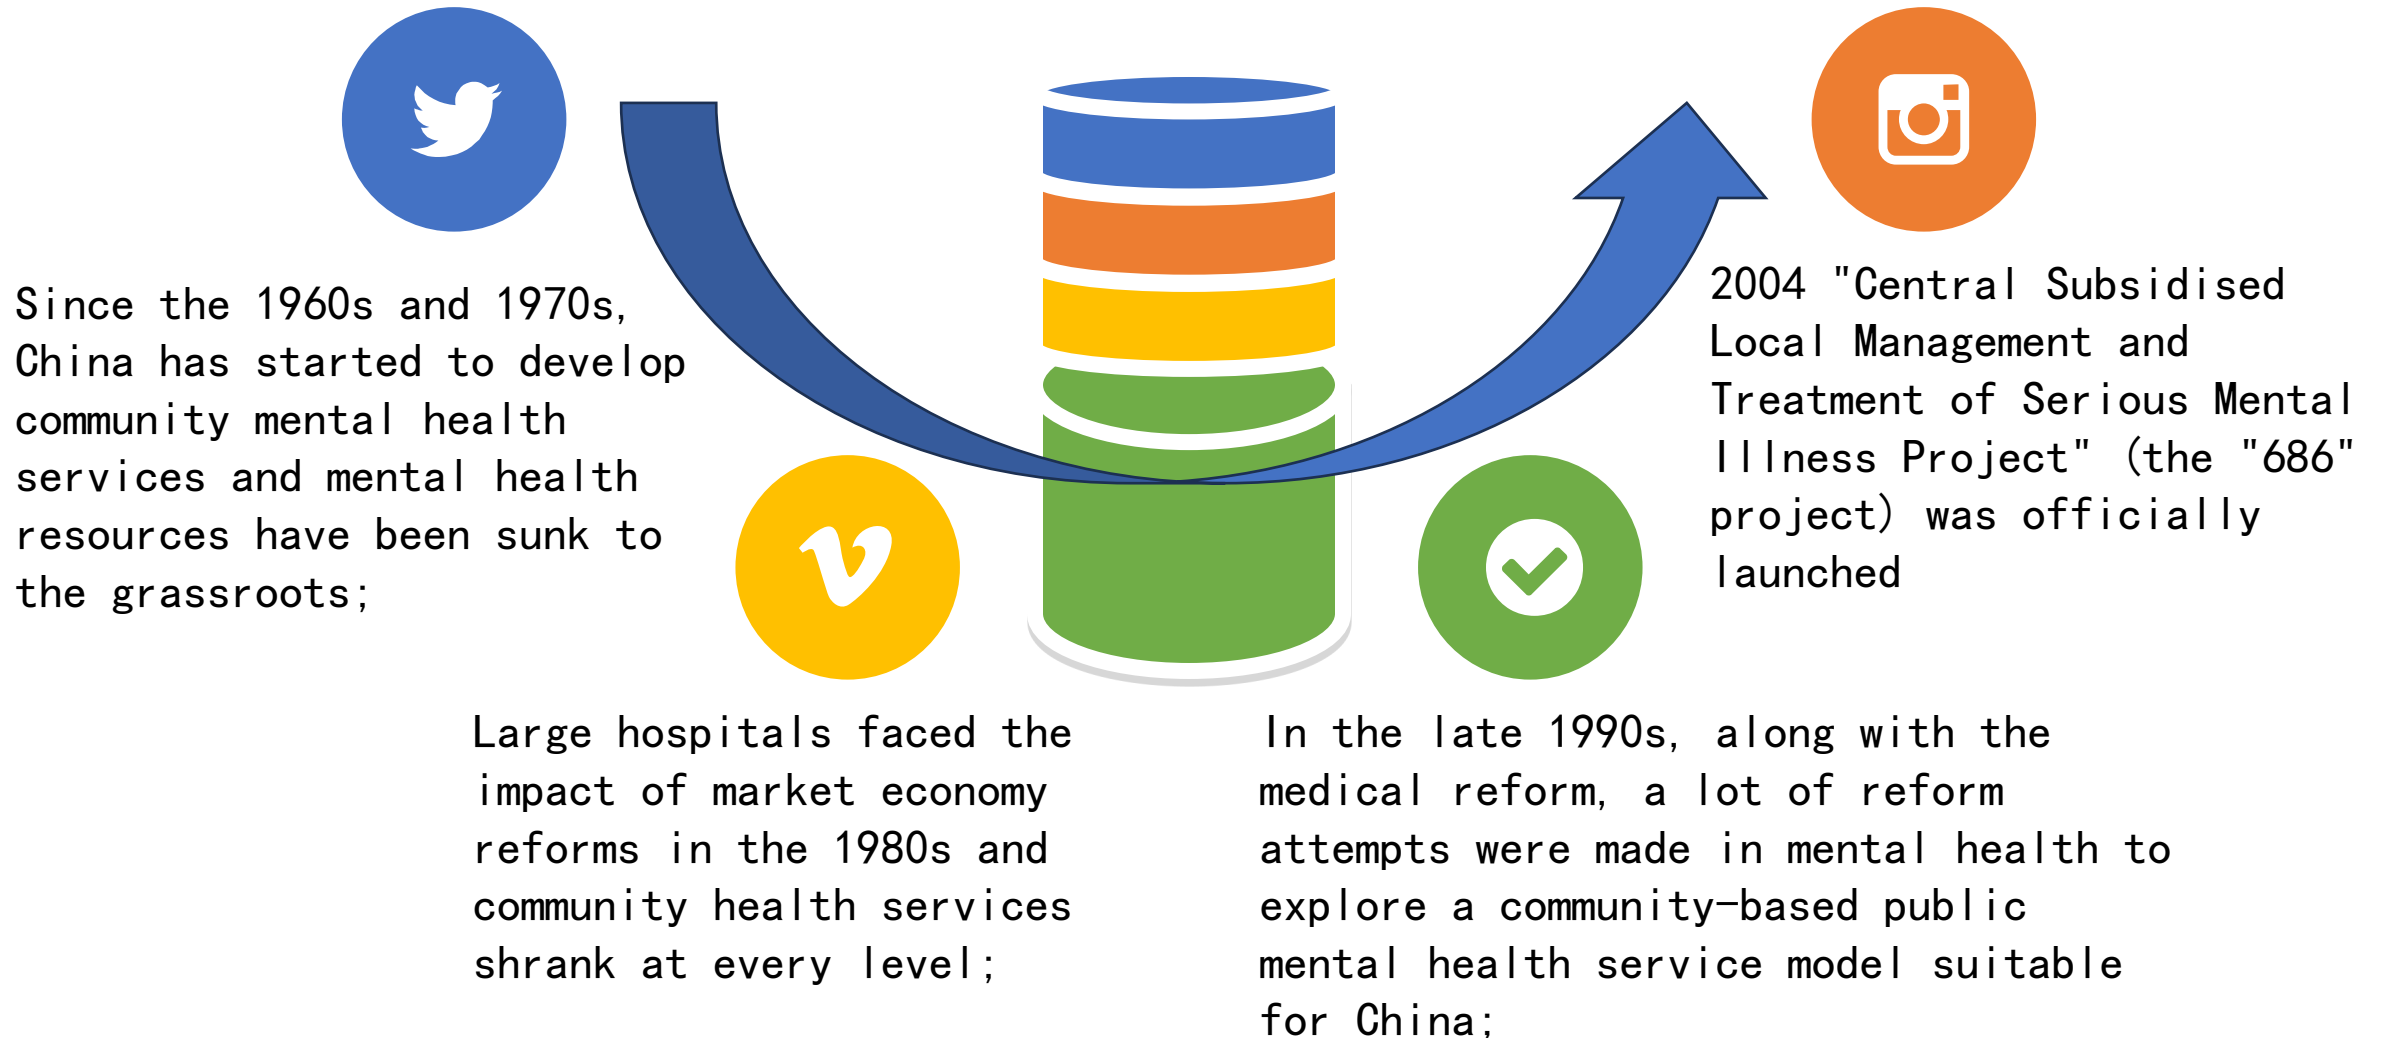 Since the 1960s and 1970s,
China has started to develop
community mental health
services and mental health
resources have been sunk to
the grassroots;
Large hospitals faced the
impact of market economy
reforms in the 1980s and
community health services
shrank at every level;
In the late 1990s, along with the
medical reform, a lot of reform
attempts were made in mental health to
explore a community-based public
mental health service model suitable
for China;
2004 "Central Subsidised
Local Management and
Treatment of Serious Mental
Illness Project" (the "686"
project) was officially
launched